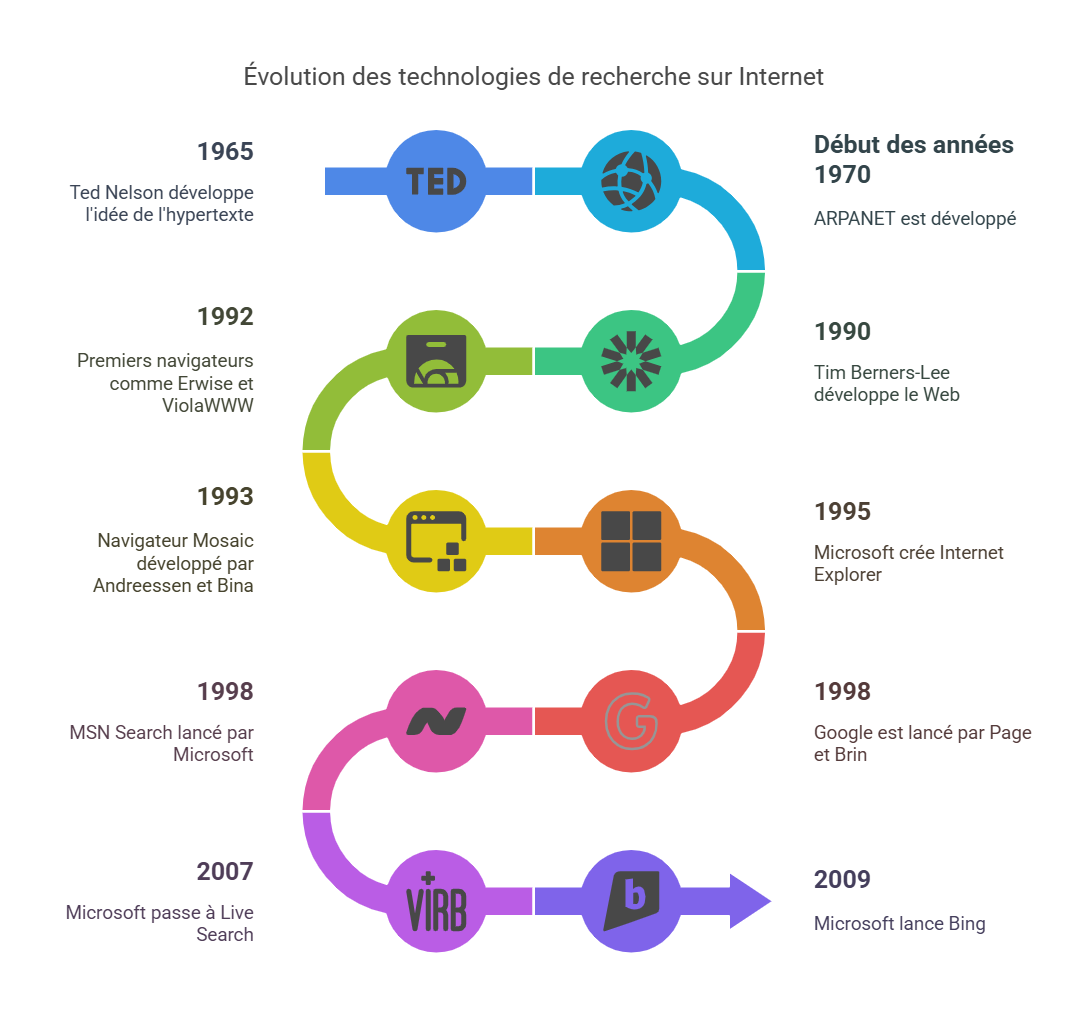 Évolution des technologies de recherche sur Internet
1965
Ted Nelson développe
l'idée de l'hypertexte
TED
Début des années
1970
ARPANET est développé
1990
Tim Berners-Lee
développe le Web
1992
Premiers navigateurs
comme Erwise et
ViolaWWW
1993
Navigateur Mosaic
développé par
Andreessen et Bina
1995
Microsoft crée Internet
Explorer
1998
Google est lancé par Page
et Brin
G
1998
MSN Search lancé par
Microsoft
2007
Microsoft passe à Live
Search
VIRB
b
2009
Microsoft lance Bing